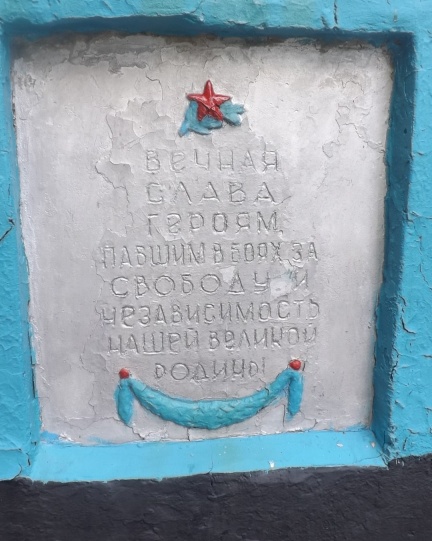 ВЕЧНАЯ
СЛАВА
ГЕРОЯМ,
ПАВШИМ В БОЯХ ЗА
СВОБОДУ И
НЕЗАВИСИМОСТЬ
НАШЕЙ ВЕЛИКОЙ
РОДИНЫ